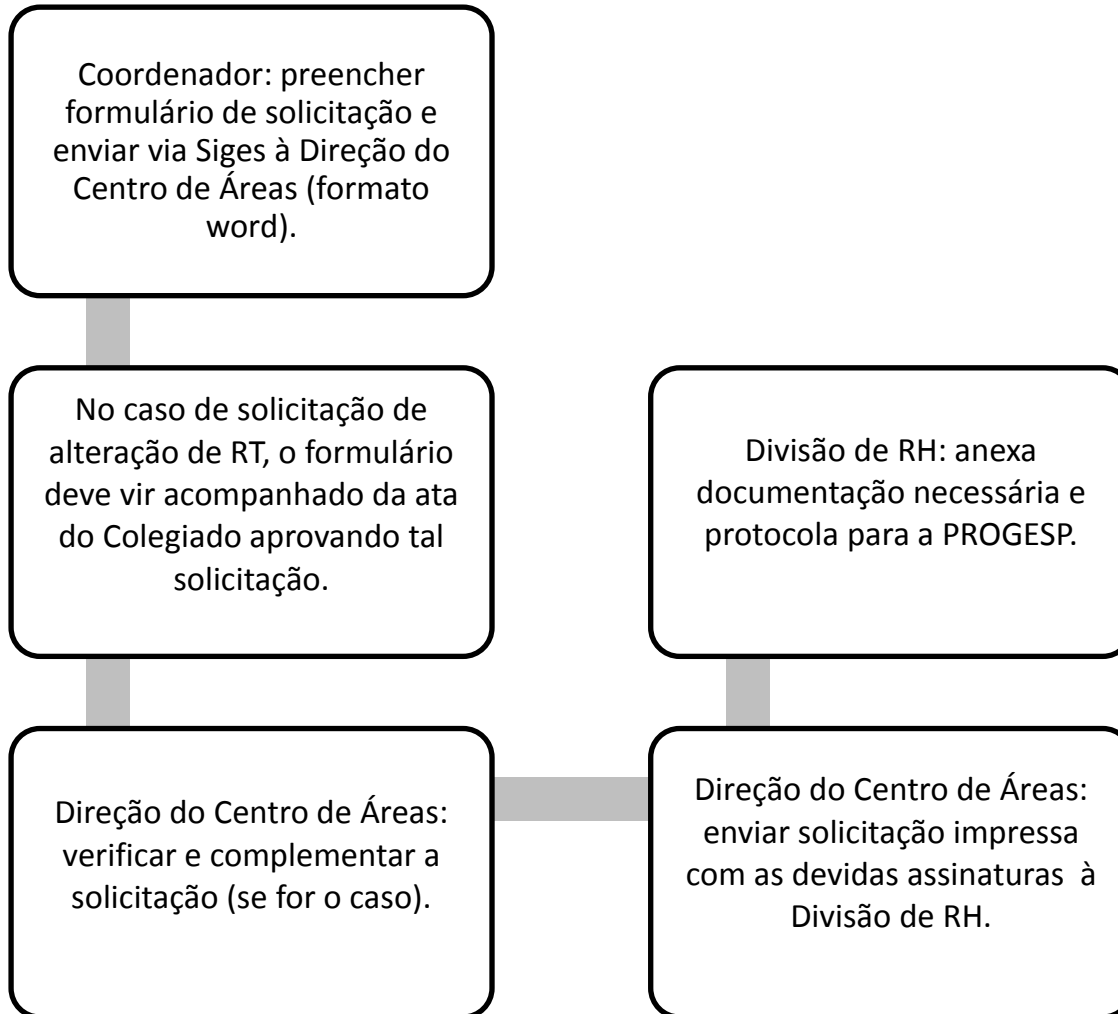 Coordenador: preencher
formulário de solicitação e
enviar via Siges à Direção do
Centro de Áreas (formato
word).
No caso de solicitação de
alteração de RT, o formulário
deve vir acompanhado da ata
do Colegiado aprovando tal
solicitação.
Direção do Centro de Áreas:
verificar e complementar a
solicitação (se for o caso).
Direção do Centro de Áreas:
enviar solicitação impressa
com as devidas assinaturas à
Divisão de RH.
Divisão de RH: anexa
documentação necessária e
protocola para a PROGESP.